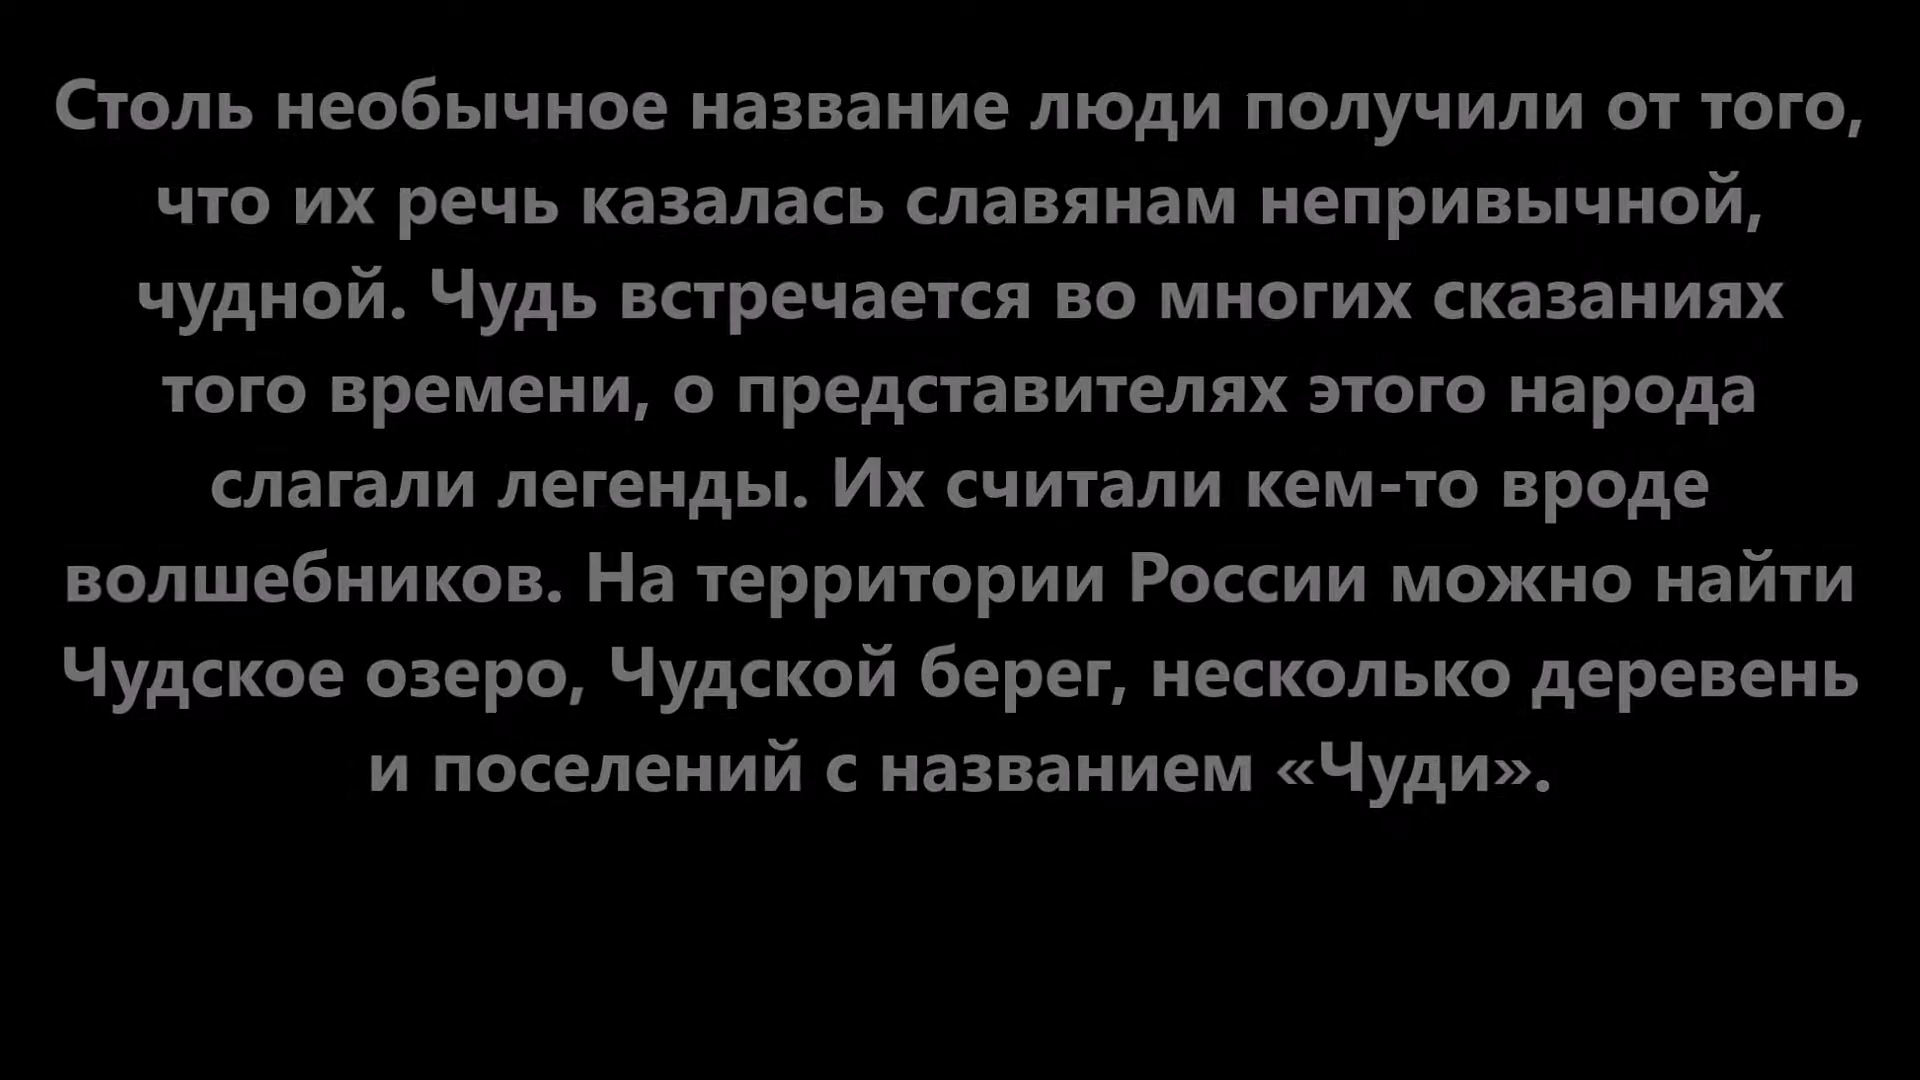 Столь необычное название люди получили от того,
что их речь казалась славянам непривычной,
чудной. Чудь встречается во многих сказаниях
того времени, о представителях этого народа
слагали легенды. Их считали кем-то вроде
волшебников. На территории России можно найти
Чудское озеро, Чудской берег, несколько деревень
и поселений с названием «Чуди».